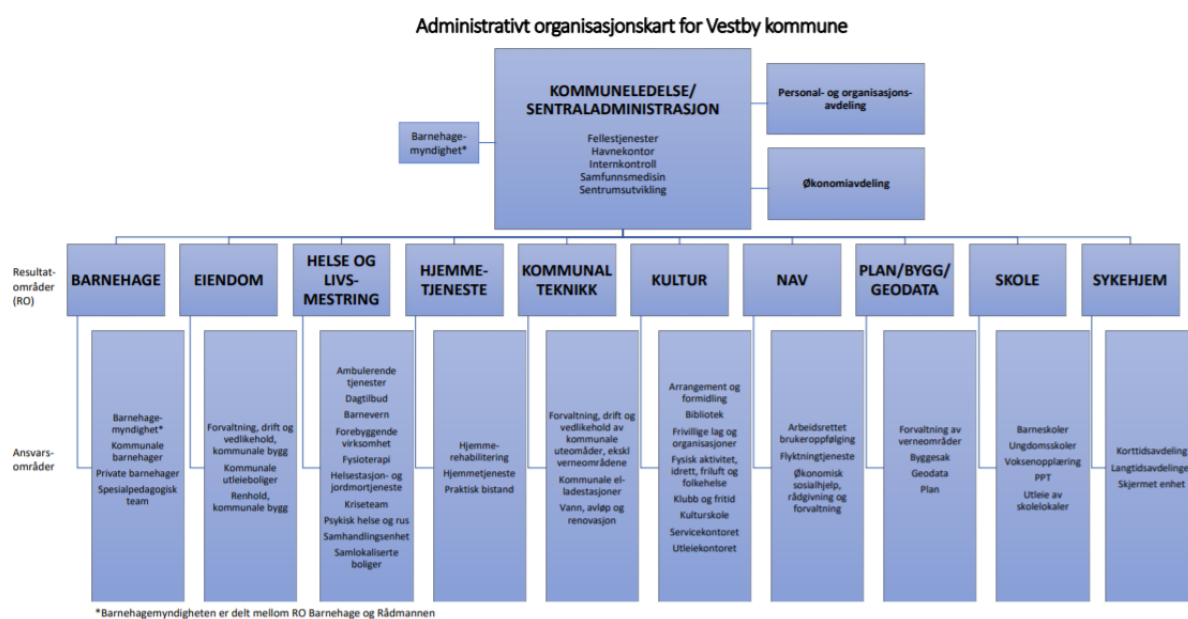 Administrativt organisasjonskart for Vestby kommune
KOMMUNELEDELSE/
SENTRALADMINISTRASJON
Fellestjenester
Havnekontor
Internkontroll
Samfunnsmedisin
Sentrumsutvikling
Barnehage-
myndighet*
Personal- og organisasjons-
avdeling
Økonomiavdeling
Resultat-
områder
(RO)
BARNEHAGE
EIENDOM
HELSE OG
LIVS-
MESTRING
HJEMME-
TJENESTE
KOMMUNAL
TEKNIKK
KULTUR
NAV
PLAN/BYGG/
GEODATA
SKOLE
SYKEHJEM
Ansvars-
områder
Barnehage-
myndighet*
Kommunale
barnehager
Private barnehager
Spesialpedagogisk
team
Forvaltning, drift og
vedlikehold,
kommunale bygg
Kommunale
utleieboliger
Renhold,
kommunale bygg
Ambulerende
tjenester
Dagtilbud
Barnevern
Forebyggende
virksomhet
Fysioterapi
Helsestasjon- og
jordmortjeneste
Kriseteam
Psykisk helse og rus
Samhandlingsenhet
Samlokaliserte
boliger
Hjemme-
rehabilitering
Hjemmetjeneste
Praktisk bistand
Forvaltning, drift og
vedlikehold av
kommunale
uteområder, ekskl
verneområdene
Kommunale el-
ladestasjoner
Vann, avløp og
renovasjon
Arrangement og
formidling
Bibliotek
Frivillige lag og
organisasjoner
Fysisk aktivitet,
idrett, friluft og
folkehelse
Klubb og fritid
Kulturskole
Servicekontoret
Utleiekontoret
Arbeidsrettet
brukeroppfølging
Flyktningtjeneste
Økonomisk
sosialhjelp,
rådgivning og
forvaltning
Forvaltning av
verneområder
Byggesak
Geodata
Plan
Barneskoler
Ungdomsskoler
Voksenopplæring
PPT
Utleie av
skolelokaler
Korttidsavdeling
Langtidsavdelinger
Skjermet enhet
*Barnehagemyndigheten er delt mellom RO Barnehage og Rådmannen